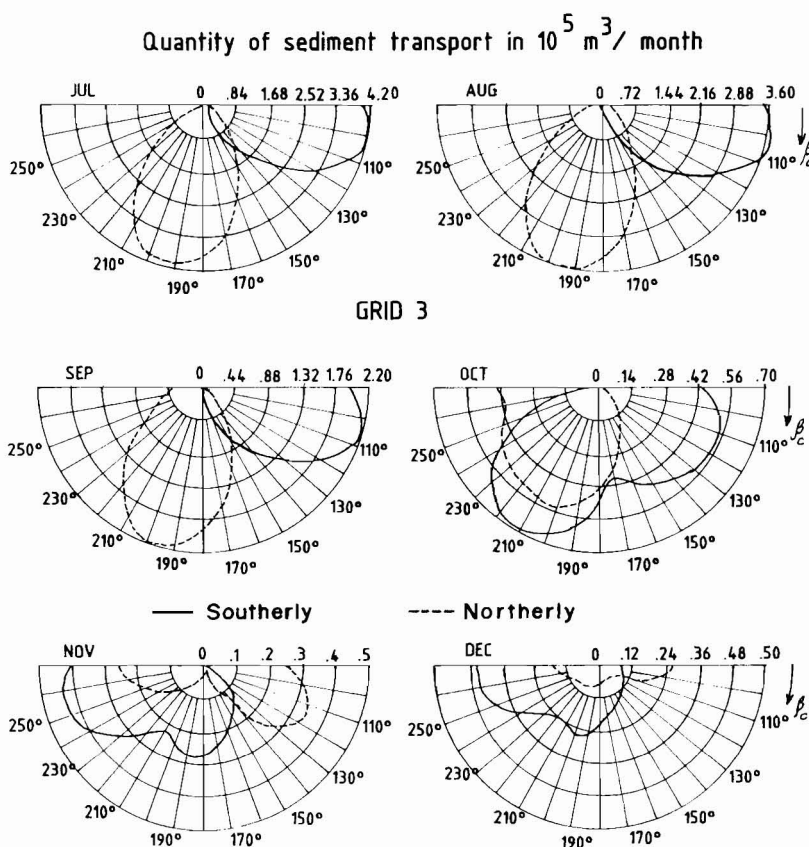 Quantity of sediment transport in 10⁵ m³/ month
JUL 0 .84 1.68 2.52 3.36 4.20
250° 230° 210° 190° 170° 150° 130° 110°
AUG 0 .72 1.44 2.16 2.88 3.60
250° 230° 210° 190° 170° 150° 130° 110° βc
GRID 3
SEP 0 .44 .88 1.32 1.76 2.20
250° 230° 210° 190° 170° 150° 130° 110°
OCT 0 .14 .28 .42 .56 .70
250° 230° 210° 190° 170° 150° 130° 110° βc
Southerly Northerly
NOV 0 .1 .2 .3 .4 .5
250° 230° 210° 190° 170° 150° 130° 110°
DEC 0 .12 .24 .36 .48 .50
250° 230° 210° 190° 170° 150° 130° 110° βc